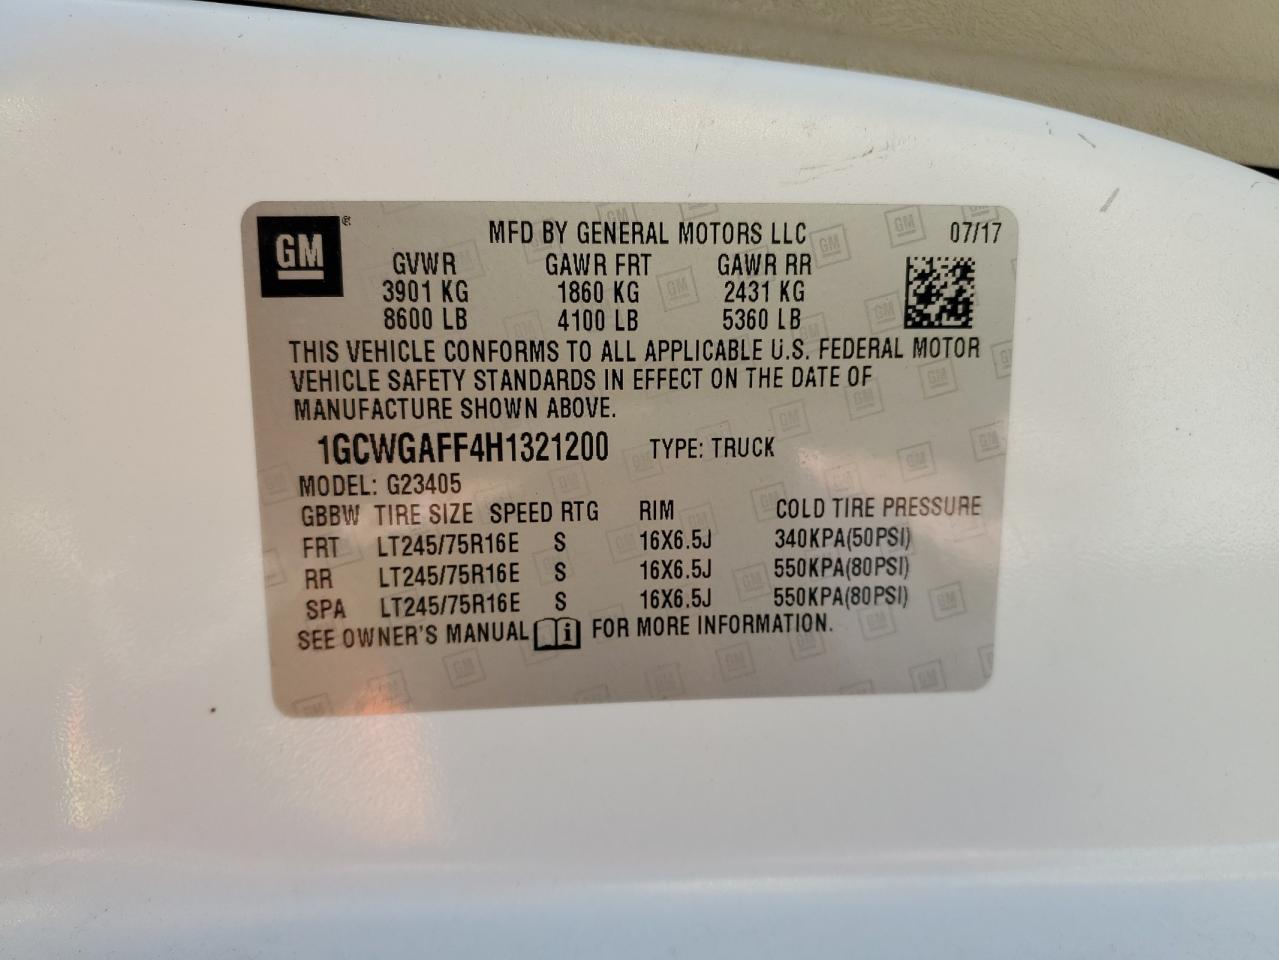 GM ® MFD BY GENERAL MOTORS LLC 07/17
GVWR GAWR FRT GAWR RR
3901 KG 1860 KG 2431 KG
8600 LB 4100 LB 5360 LB
THIS VEHICLE CONFORMS TO ALL APPLICABLE U.S. FEDERAL MOTOR
VEHICLE SAFETY STANDARDS IN EFFECT ON THE DATE OF
MANUFACTURE SHOWN ABOVE.
1GCWGAFF4H1321200 TYPE: TRUCK
MODEL: G23405
GBBW TIRE SIZE SPEED RTG RIM COLD TIRE PRESSURE
FRT LT245/75R16E S 16X6.5J 340KPA(50PSI)
RR LT245/75R16E S 16X6.5J 550KPA(80PSI)
SPA LT245/75R16E S 16X6.5J 550KPA(80PSI)
SEE OWNER'S MANUAL i FOR MORE INFORMATION.